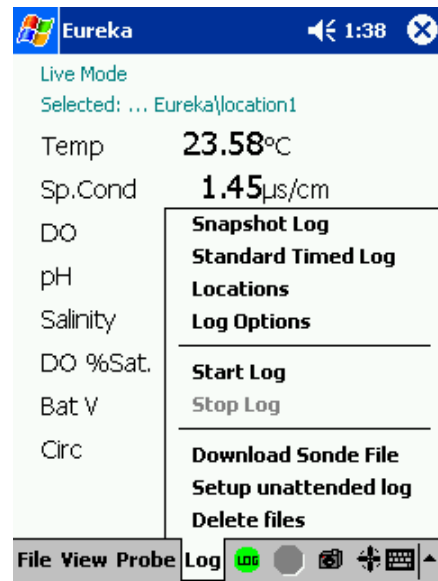 Eureka 1:38
Live Mode
Selected: ... Eureka\location1
Temp 23.58°C
Sp.Cond 1.45µs/cm
DO
pH
Salinity
DO %Sat.
Bat V
Circ
Snapshot Log
Standard Timed Log
Locations
Log Options
Start Log
Stop Log
Download Sonde File
Setup unattended log
Delete files
File View Probe Log LOG